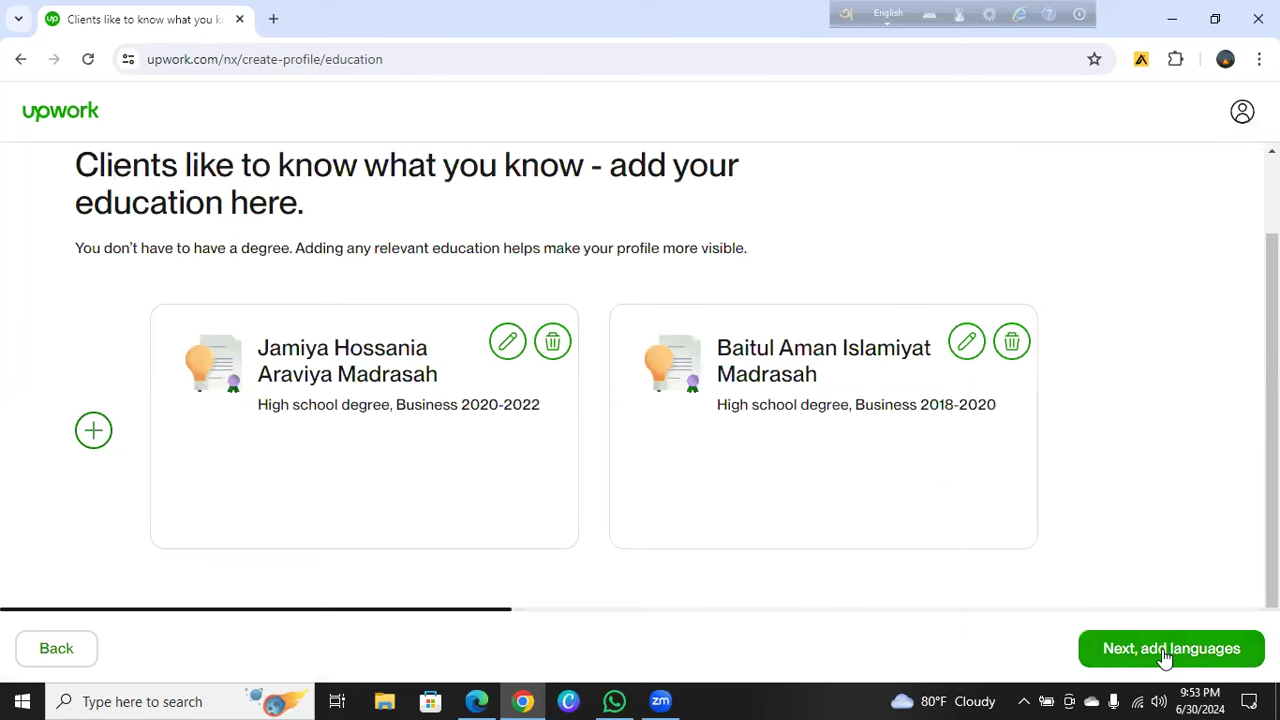 Clients like to know what you k
English
upwork.com/nx/create-profile/education
upwork
Clients like to know what you know - add your
education here.
You don't have to have a degree. Adding any relevant education helps make your profile more visible.
Jamiya Hossania
Araviya Madrasah
High school degree, Business 2020-2022
Baitul Aman Islamiyat
Madrasah
High school degree, Business 2018-2020
Back
Next, add languages
Type here to search
80°F Cloudy
9:53 PM
6/30/2024